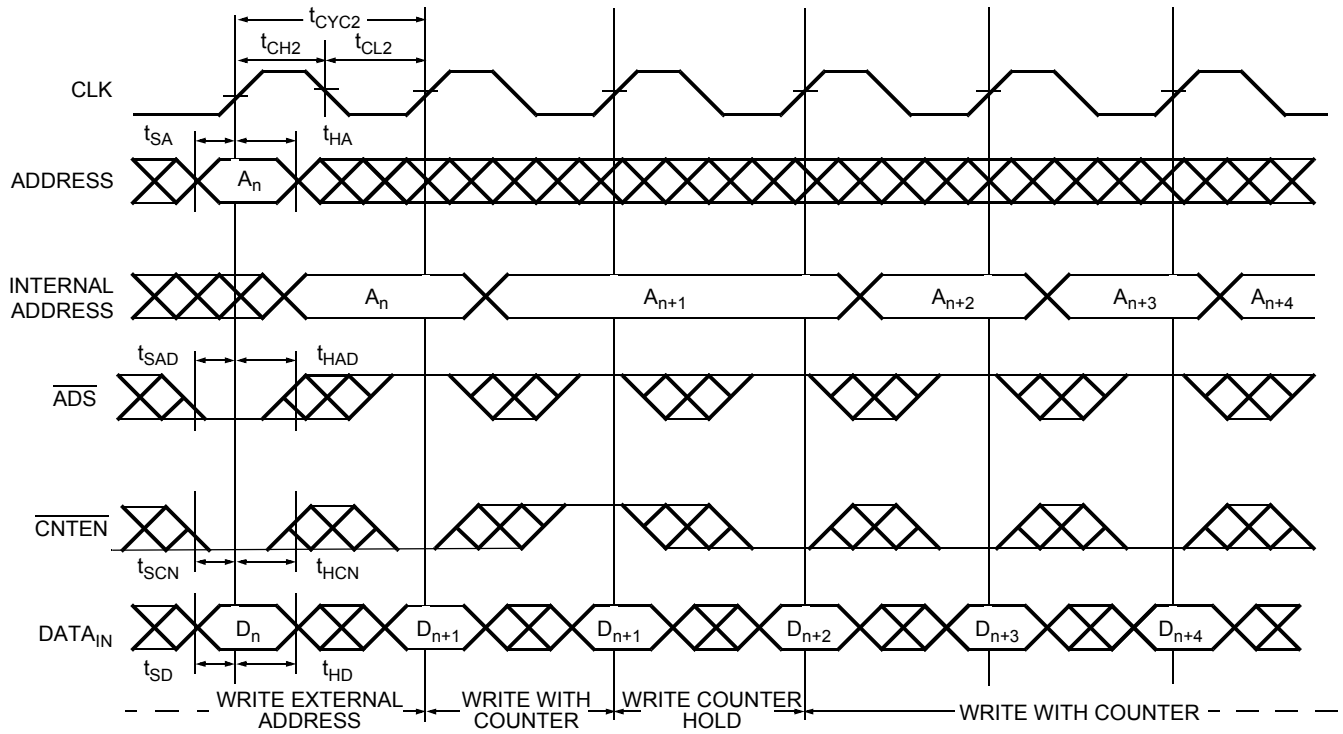 tCYC2
tCH2 tCL2
CLK
tSA tHA
ADDRESS An
INTERNAL
ADDRESS
An An+1 An+2 An+3 An+4
tSAD tHAD
ADS
CNTEN
tSCN tHCN
DATAIN Dn Dn+1 Dn+1 Dn+2 Dn+3 Dn+4
tSD tHD
WRITE EXTERNAL
ADDRESS
WRITE WITH
COUNTER
WRITE COUNTER
HOLD
WRITE WITH COUNTER